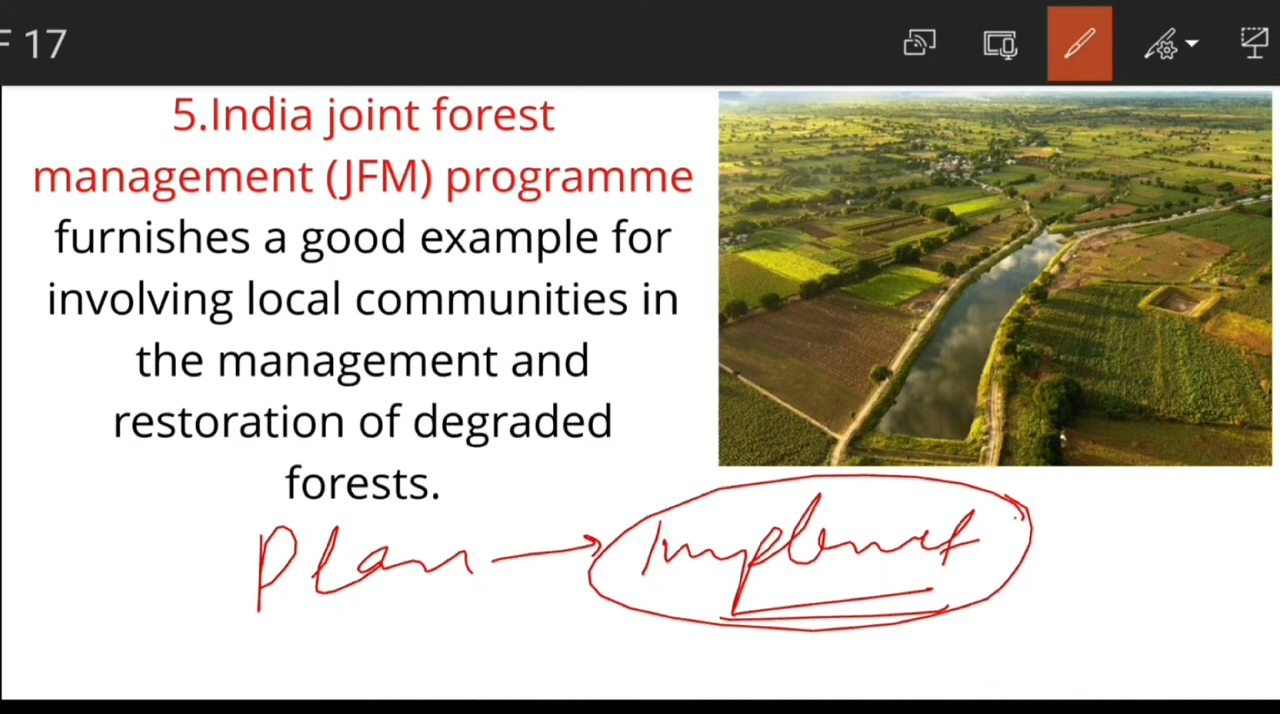 F 17
5.India joint forest
management (JFM) programme
furnishes a good example for
involving local communities in
the management and
restoration of degraded
forests.
Plan → Implemet